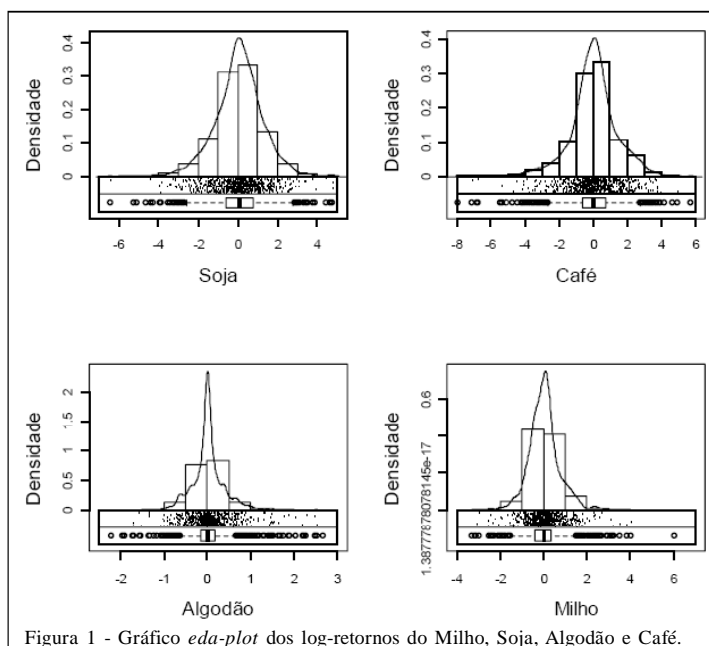 Densidade
0 0.1 0.2 0.3 0.4
-6 -4 -2 0 2 4
Soja
Densidade
0 0.1 0.2 0.3 0.4
-8 -6 -4 -2 0 2 4 6
Café
Densidade
0 0.5 1 1.5 2
-2 -1 0 1 2 3
Algodão
Densidade
1.3877787807814​5e-17 0.6
-4 -2 0 2 4 6
Milho
Figura 1 - Gráfico eda-plot dos log-retornos do Milho, Soja, Algodão e Café.